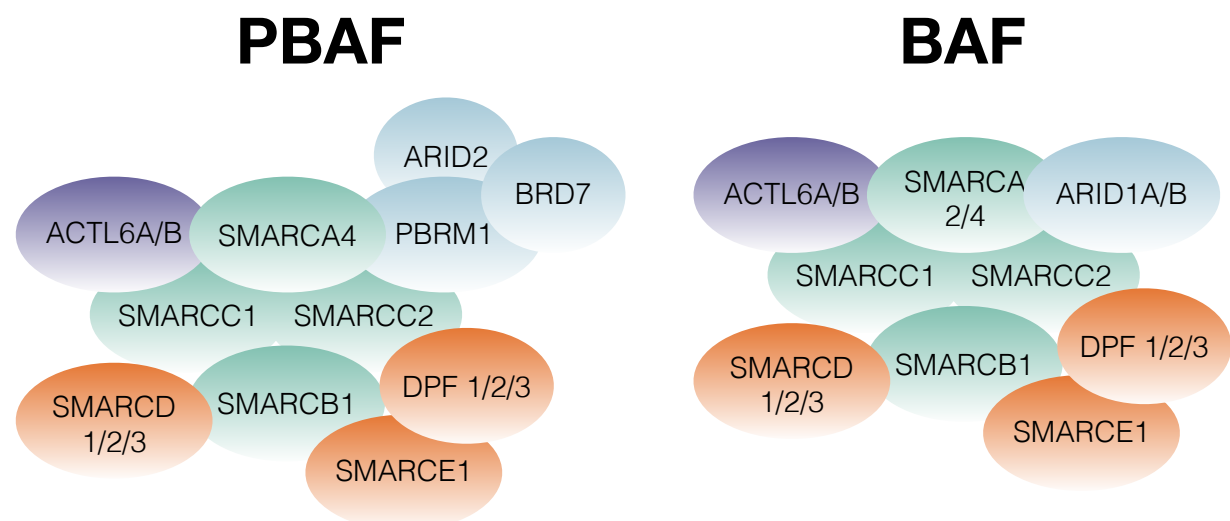 PBAF
ARID2
BRD7
ACTL6A/B
SMARCA4
PBRM1
SMARCC1
SMARCC2
DPF 1/2/3
SMARCD
1/2/3
SMARCB1
SMARCE1
BAF
ACTL6A/B
SMARCA
2/4
ARID1A/B
SMARCC1
SMARCC2
DPF 1/2/3
SMARCD
1/2/3
SMARCB1
SMARCE1